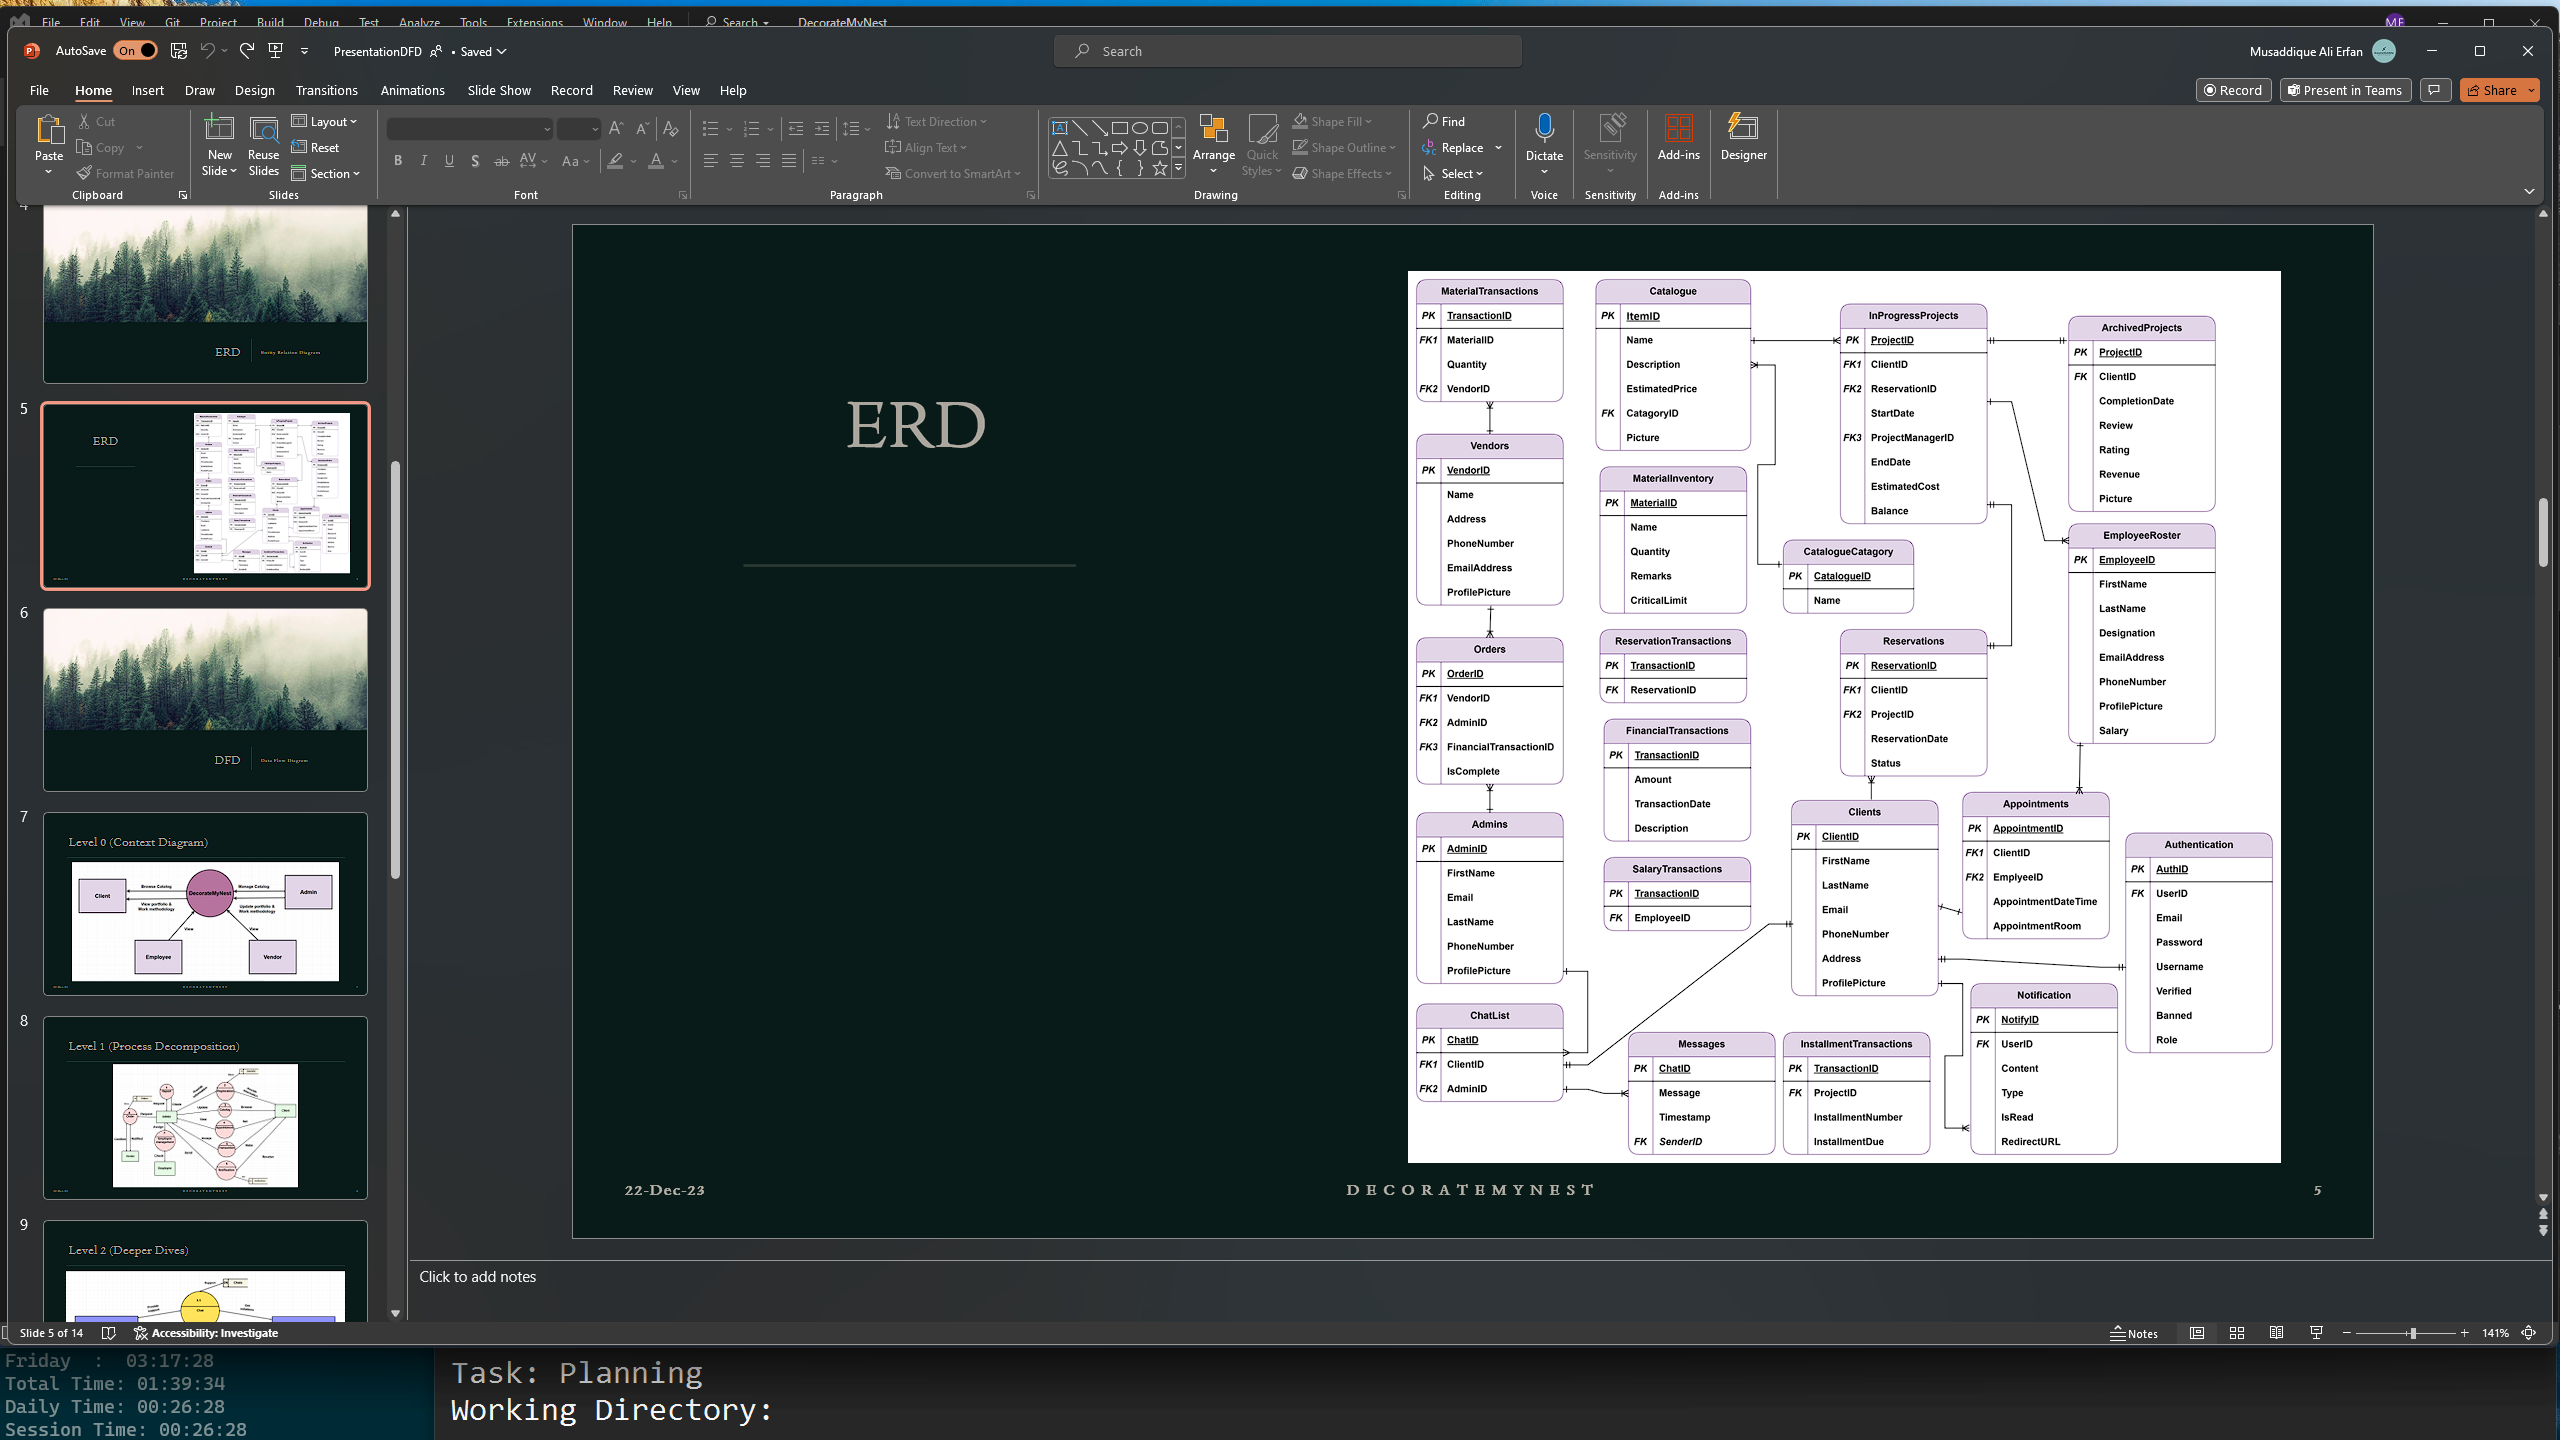 File Edit View Git Project Build Debug Test Analyze Tools Extensions Window Help Search DecorateMyNest
AutoSave On PresentationDFD • Saved Search Musaddique Ali Erfan
File Home Insert Draw Design Transitions Animations Slide Show Record Review View Help Record Present in Teams Share
Paste Cut Copy Format Painter Clipboard
New Slide Reuse Slides Layout Reset Section Slides
B I U S ab AV Aa A Font
Text Direction Align Text Convert to SmartArt Paragraph
Arrange Quick Styles Shape Fill Shape Outline Shape Effects Drawing
Find Replace Select Editing
Dictate Voice
Sensitivity Sensitivity
Add-ins Add-ins
Designer
4
ERD Entity Relation Diagram
5
ERD
6
DFD Data Flow Diagram
7
Level 0 (Context Diagram)
Client
Browse Catalog
View portfolio & Work methodology
DecorateMyNest
Manage Catalog
Update portfolio & Work methodology
Admin
View
View
Employee
Vendor
8
Level 1 (Process Decomposition)
9
Level 2 (Deeper Dives)
ERD
MaterialTransactions
PK TransactionID
FK1 MaterialID
Quantity
FK2 VendorID
Vendors
PK VendorID
Name
Address
PhoneNumber
EmailAddress
ProfilePicture
Orders
PK OrderID
FK1 VendorID
FK2 AdminID
FK3 FinancialTransactionID
IsComplete
Admins
PK AdminID
FirstName
Email
LastName
PhoneNumber
ProfilePicture
ChatList
PK ChatID
FK1 ClientID
FK2 AdminID
Catalogue
PK ItemID
Name
Description
EstimatedPrice
FK CatagoryID
Picture
MaterialInventory
PK MaterialID
Name
Quantity
Remarks
CriticalLimit
ReservationTransactions
PK TransactionID
FK ReservationID
FinancialTransactions
PK TransactionID
Amount
TransactionDate
Description
SalaryTransactions
PK TransactionID
FK EmployeeID
Messages
PK ChatID
Message
Timestamp
FK SenderID
InProgressProjects
PK ProjectID
FK1 ClientID
FK2 ReservationID
StartDate
FK3 ProjectManagerID
EndDate
EstimatedCost
Balance
CatalogueCatagory
PK CatalogueID
Name
Reservations
PK ReservationID
FK1 ClientID
FK2 ProjectID
ReservationDate
Status
Clients
PK ClientID
FirstName
LastName
Email
PhoneNumber
Address
ProfilePicture
InstallmentTransactions
PK TransactionID
FK ProjectID
InstallmentNumber
InstallmentDue
ArchivedProjects
PK ProjectID
FK ClientID
CompletionDate
Review
Rating
Revenue
Picture
EmployeeRoster
PK EmployeeID
FirstName
LastName
Designation
EmailAddress
PhoneNumber
ProfilePicture
Salary
Appointments
PK AppointmentID
FK1 ClientID
FK2 EmplyeeID
AppointmentDateTime
AppointmentRoom
Notification
PK NotifyID
FK UserID
Content
Type
IsRead
RedirectURL
Authentication
PK AuthID
FK UserID
Email
Password
Username
Verified
Banned
Role
22-Dec-23 DECORATEMYNEST 5
Click to add notes
Slide 5 of 14 Accessibility: Investigate Notes 141%
Friday : 03:17:28
Total Time: 01:39:34
Daily Time: 00:26:28
Session Time: 00:26:28
Task: Planning
Working Directory: